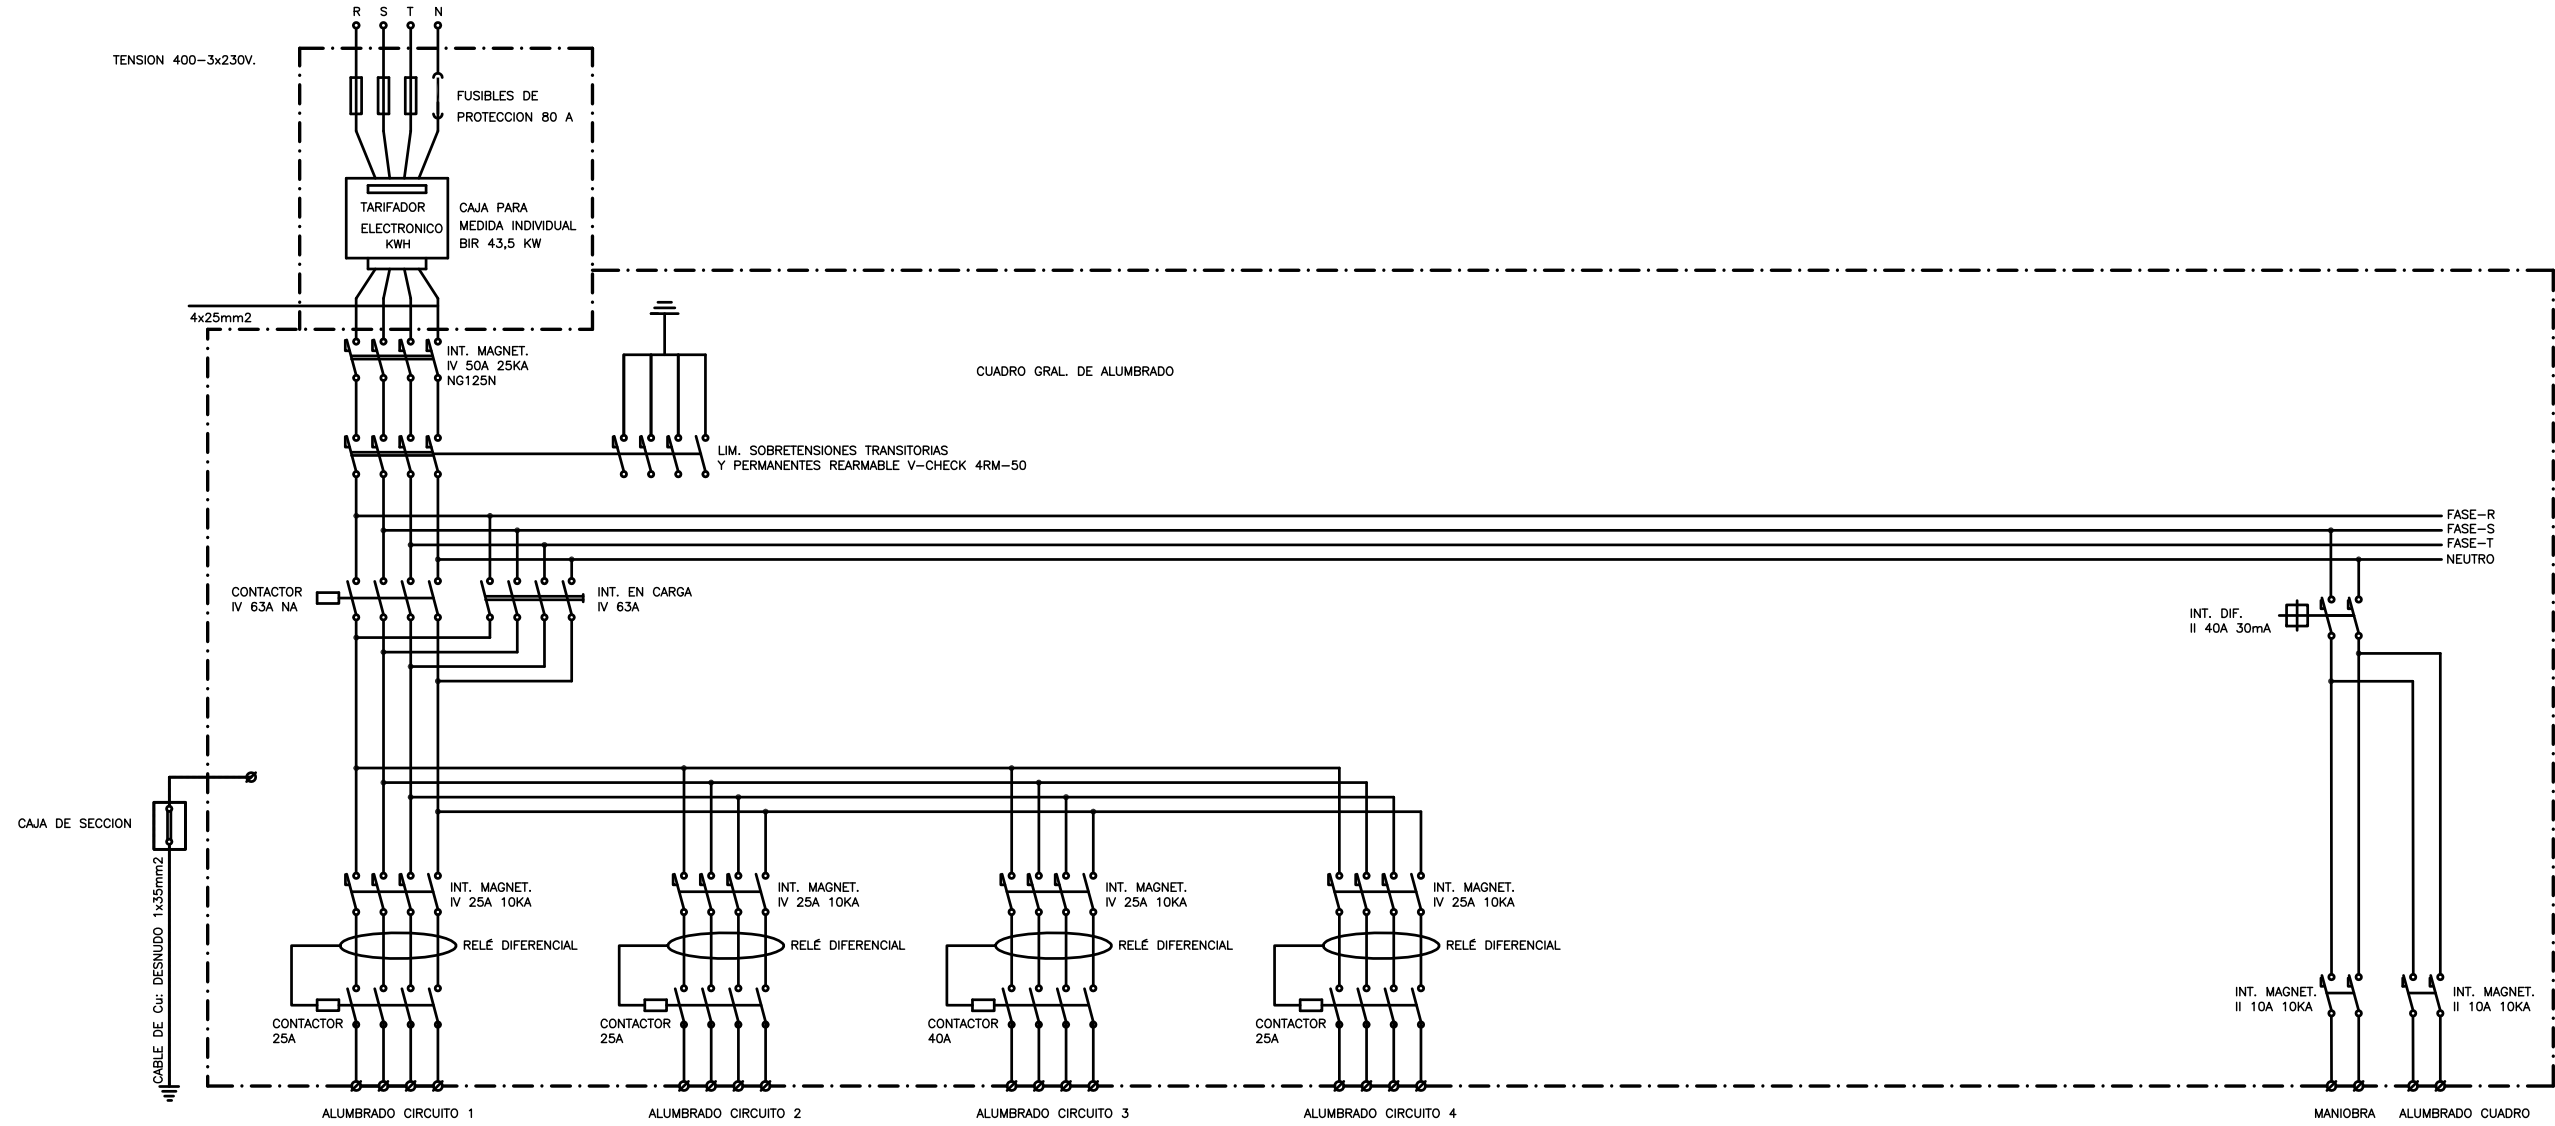 R S T N
TENSION 400-3x230V.
FUSIBLES DE
PROTECCION 80 A
TARIFADOR
ELECTRONICO
KWH
CAJA PARA
MEDIDA INDIVIDUAL
BIR 43,5 KW
4x25mm2
INT. MAGNET.
IV 50A 25KA
NG125N
CUADRO GRAL. DE ALUMBRADO
LIM. SOBRETENSIONES TRANSITORIAS
Y PERMANENTES REARMABLE V-CHECK 4RM-50
FASE-R
FASE-S
FASE-T
NEUTRO
CONTACTOR
IV 63A NA
INT. EN CARGA
IV 63A
INT. DIF.
II 40A 30mA
CAJA DE SECCION
CABLE DE Cu: DESNUDO 1x35mm2
INT. MAGNET.
IV 25A 10KA
INT. MAGNET.
IV 25A 10KA
INT. MAGNET.
IV 25A 10KA
INT. MAGNET.
IV 25A 10KA
RELÉ DIFERENCIAL
RELÉ DIFERENCIAL
RELÉ DIFERENCIAL
RELÉ DIFERENCIAL
CONTACTOR
25A
CONTACTOR
25A
CONTACTOR
40A
CONTACTOR
25A
INT. MAGNET.
II 10A 10KA
INT. MAGNET.
II 10A 10KA
ALUMBRADO CIRCUITO 1
ALUMBRADO CIRCUITO 2
ALUMBRADO CIRCUITO 3
ALUMBRADO CIRCUITO 4
MANIOBRA
ALUMBRADO CUADRO